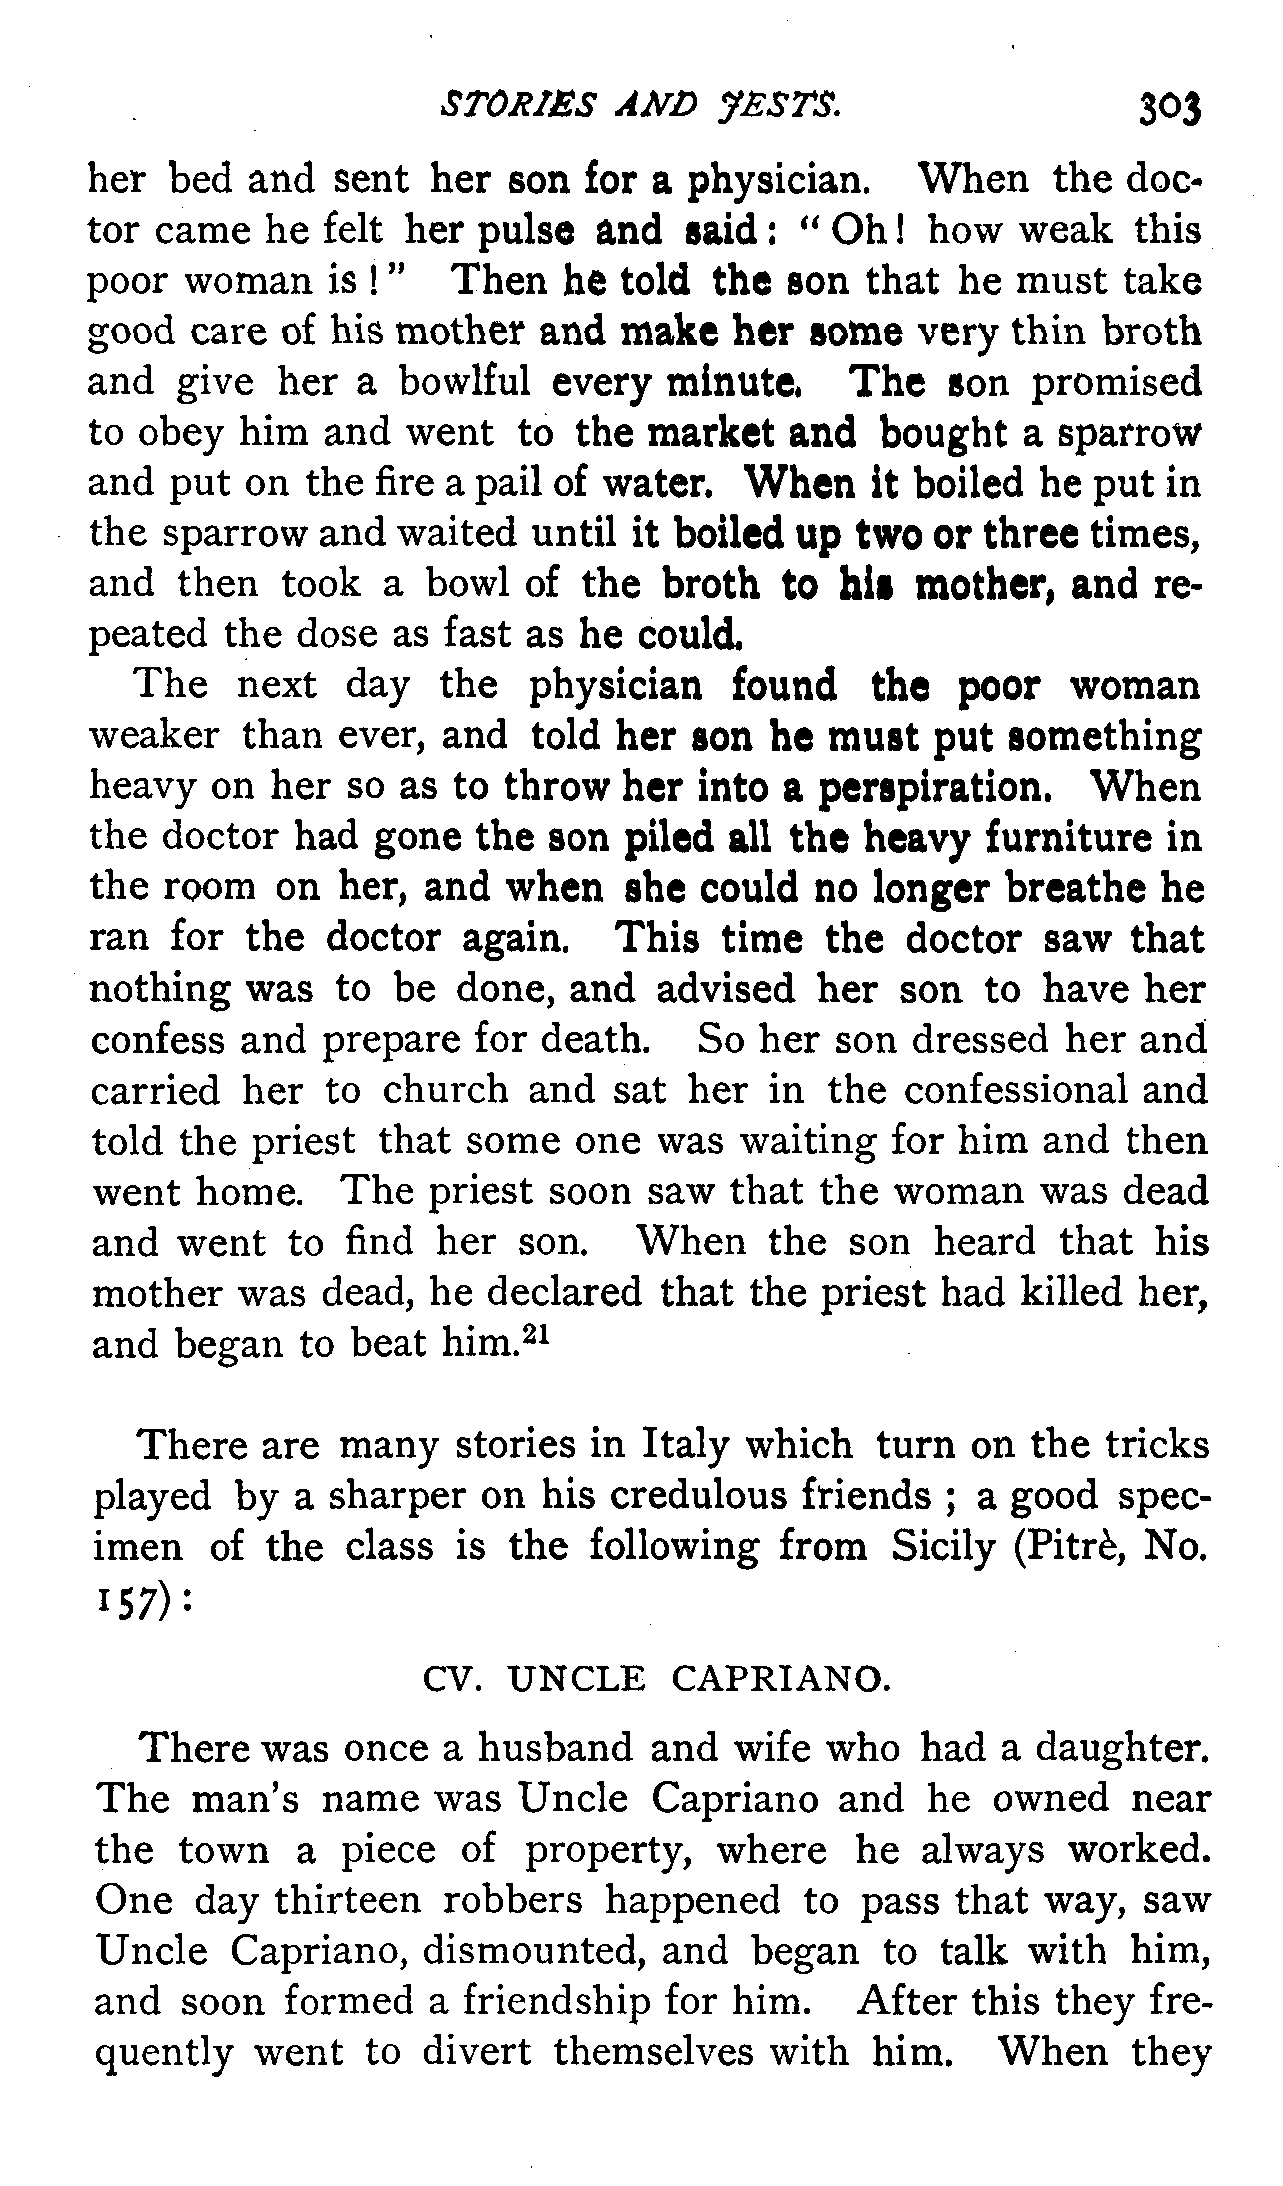 STORIES AND JESTS. 303
her bed and sent her son for a physician. When the doc-
tor came he felt her pulse and said: “Oh! how weak this
poor woman is!” Then he told the son that he must take
good care of his mother and make her some very thin broth
and give her a bowlful every minute. The son promised
to obey him and went to the market and bought a sparrow
and put on the fire a pail of water. When it boiled he put in
the sparrow and waited until it boiled up two or three times,
and then took a bowl of the broth to his mother, and re-
peated the dose as fast as he could.
The next day the physician found the poor woman
weaker than ever, and told her son he must put something
heavy on her so as to throw her into a perspiration. When
the doctor had gone the son piled all the heavy furniture in
the room on her, and when she could no longer breathe he
ran for the doctor again. This time the doctor saw that
nothing was to be done, and advised her son to have her
confess and prepare for death. So her son dressed her and
carried her to church and sat her in the confessional and
told the priest that some one was waiting for him and then
went home. The priest soon saw that the woman was dead
and went to find her son. When the son heard that his
mother was dead, he declared that the priest had killed her,
and began to beat him.²¹
There are many stories in Italy which turn on the tricks
played by a sharper on his credulous friends; a good spec-
imen of the class is the following from Sicily (Pitrè, No.
157):
CV. UNCLE CAPRIANO.
There was once a husband and wife who had a daughter.
The man's name was Uncle Capriano and he owned near
the town a piece of property, where he always worked.
One day thirteen robbers happened to pass that way, saw
Uncle Capriano, dismounted, and began to talk with him,
and soon formed a friendship for him. After this they fre-
quently went to divert themselves with him. When they